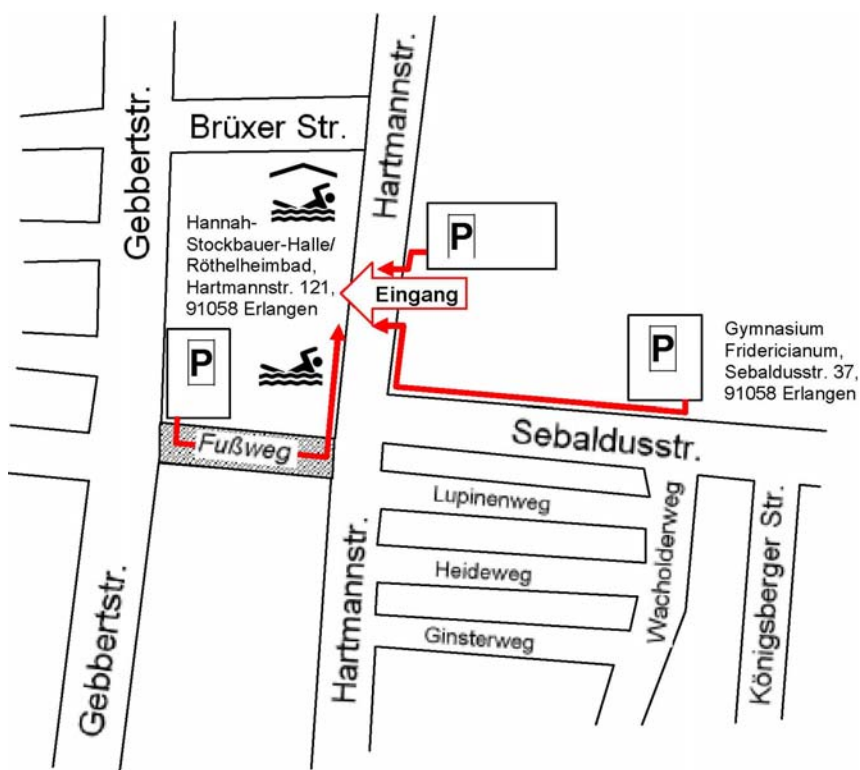 Brüxer Str.
Gebbertstr.
Hartmannstr.
Hannah-
Stockbauer-Halle/
Röthelheimbad,
Hartmannstr. 121,
91058 Erlangen
P
Eingang
P
P
Gymnasium
Fridericianum,
Sebaldusstr. 37,
91058 Erlangen
Fußweg
Sebaldusstr.
Lupinenweg
Heideweg
Ginsterweg
Wacholderweg
Königsberger Str.
Hartmannstr.
Gebbertstr.